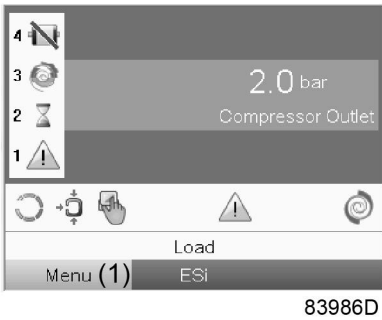 4
3
2.0 bar
2
Compressor Outlet
1
Load
Menu (1) ESi
83986D